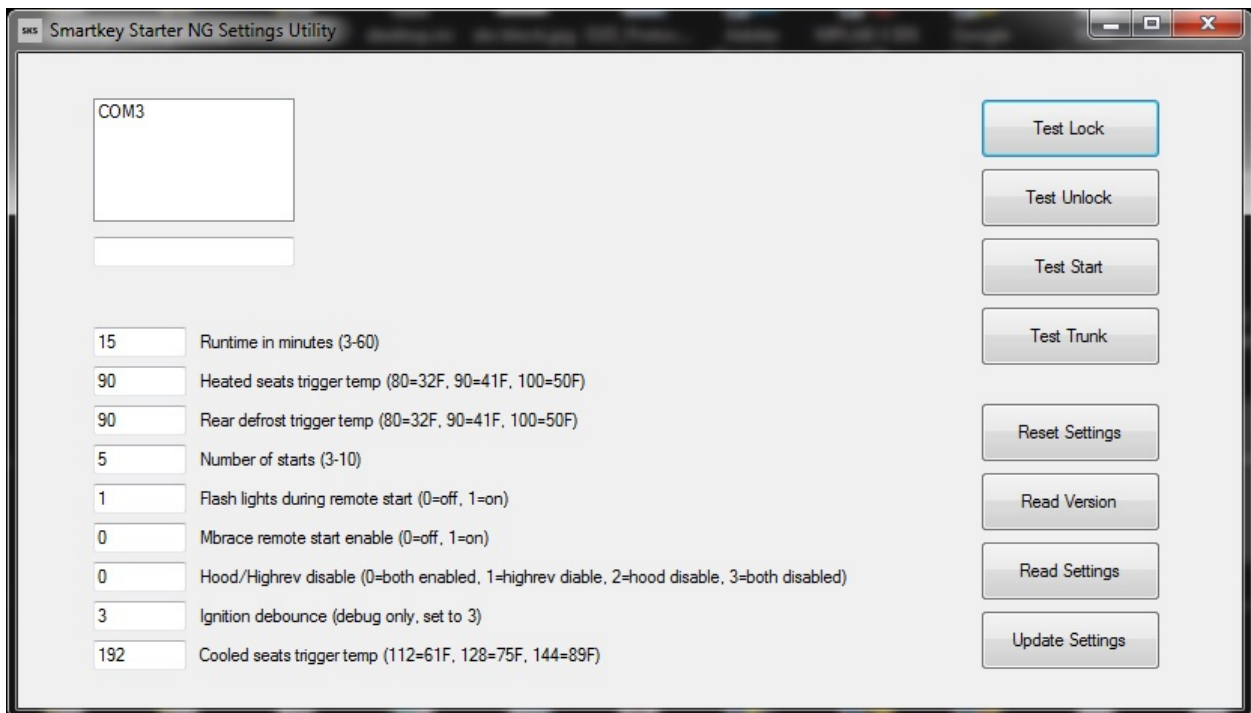 SKS Smartkey Starter NG Settings Utility
COM3
Test Lock
Test Unlock
Test Start
Test Trunk
15 Runtime in minutes (3-60)
90 Heated seats trigger temp (80=32F, 90=41F, 100=50F)
90 Rear defrost trigger temp (80=32F, 90=41F, 100=50F)
5 Number of starts (3-10)
1 Flash lights during remote start (0=off, 1=on)
0 Mbrace remote start enable (0=off, 1=on)
0 Hood/Highrev disable (0=both enabled, 1=highrev diable, 2=hood disable, 3=both disabled)
3 Ignition debounce (debug only, set to 3)
192 Cooled seats trigger temp (112=61F, 128=75F, 144=89F)
Reset Settings
Read Version
Read Settings
Update Settings